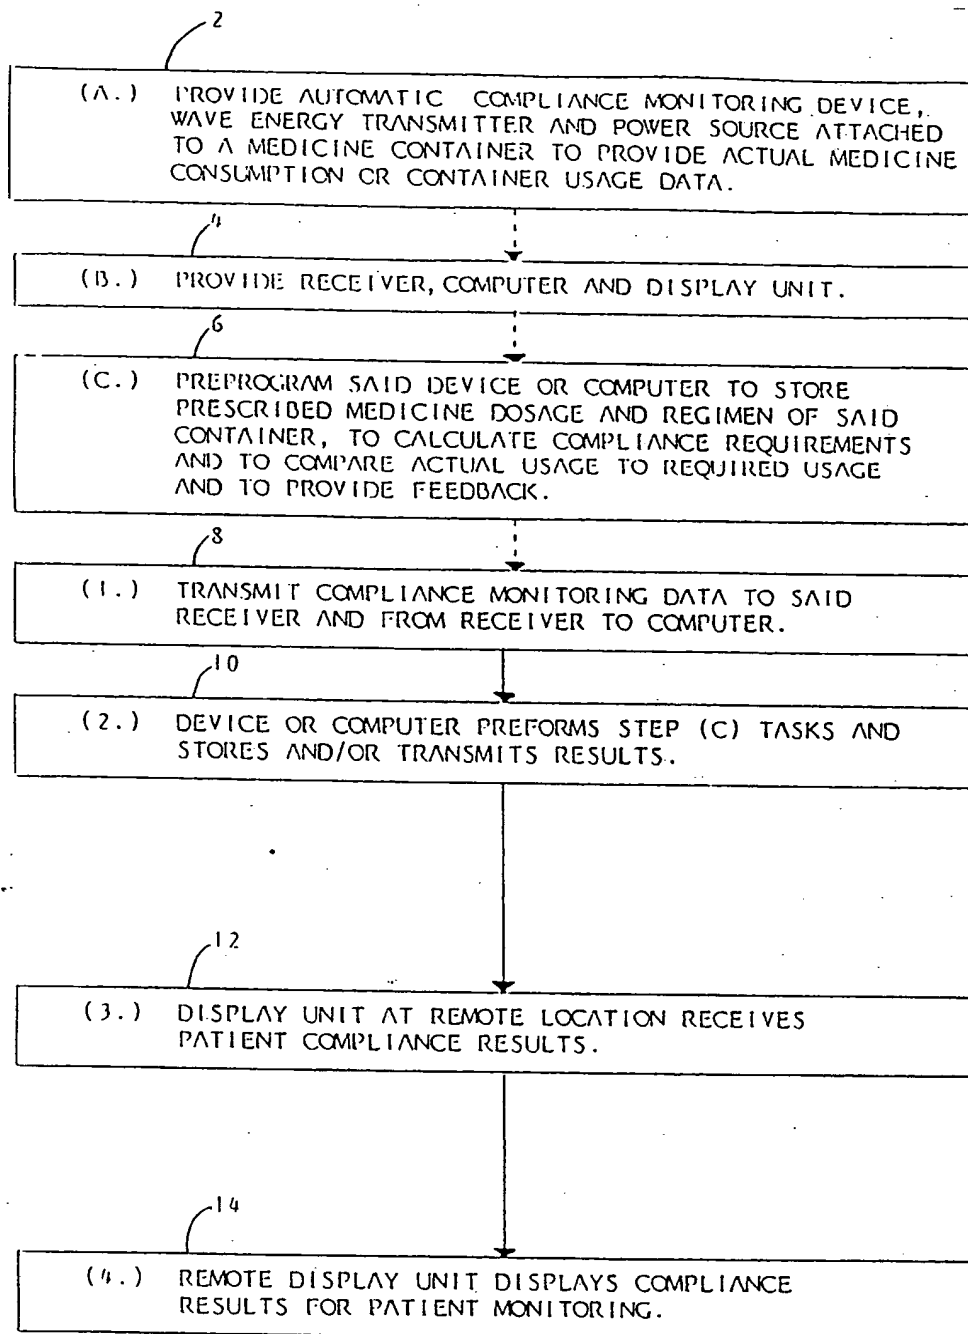 2
(A.) PROVIDE AUTOMATIC COMPLIANCE MONITORING DEVICE,
WAVE ENERGY TRANSMITTER AND POWER SOURCE ATTACHED
TO A MEDICINE CONTAINER TO PROVIDE ACTUAL MEDICINE
CONSUMPTION OR CONTAINER USAGE DATA.
4
(B.) PROVIDE RECEIVER, COMPUTER AND DISPLAY UNIT.
6
(C.) PREPROGRAM SAID DEVICE OR COMPUTER TO STORE
PRESCRIBED MEDICINE DOSAGE AND REGIMEN OF SAID
CONTAINER, TO CALCULATE COMPLIANCE REQUIREMENTS
AND TO COMPARE ACTUAL USAGE TO REQUIRED USAGE
AND TO PROVIDE FEEDBACK.
8
(1.) TRANSMIT COMPLIANCE MONITORING DATA TO SAID
RECEIVER AND FROM RECEIVER TO COMPUTER.
10
(2.) DEVICE OR COMPUTER PREFORMS STEP (C) TASKS AND
STORES AND/OR TRANSMITS RESULTS.
12
(3.) DISPLAY UNIT AT REMOTE LOCATION RECEIVES
PATIENT COMPLIANCE RESULTS.
14
(4.) REMOTE DISPLAY UNIT DISPLAYS COMPLIANCE
RESULTS FOR PATIENT MONITORING.